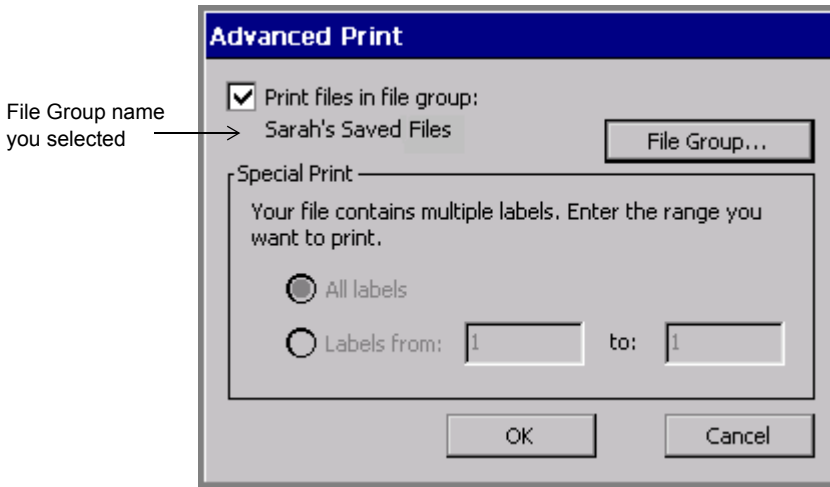 Advanced Print
Print files in file group:
File Group name
you selected
Sarah's Saved Files
File Group...
Special Print
Your file contains multiple labels. Enter the range you
want to print.
All labels
Labels from: 1 to: 1
OK Cancel